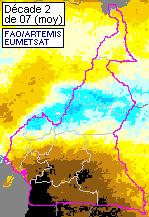 Décade 2
de 07 (moy)
FAO/ARTEMIS
EUMETSAT